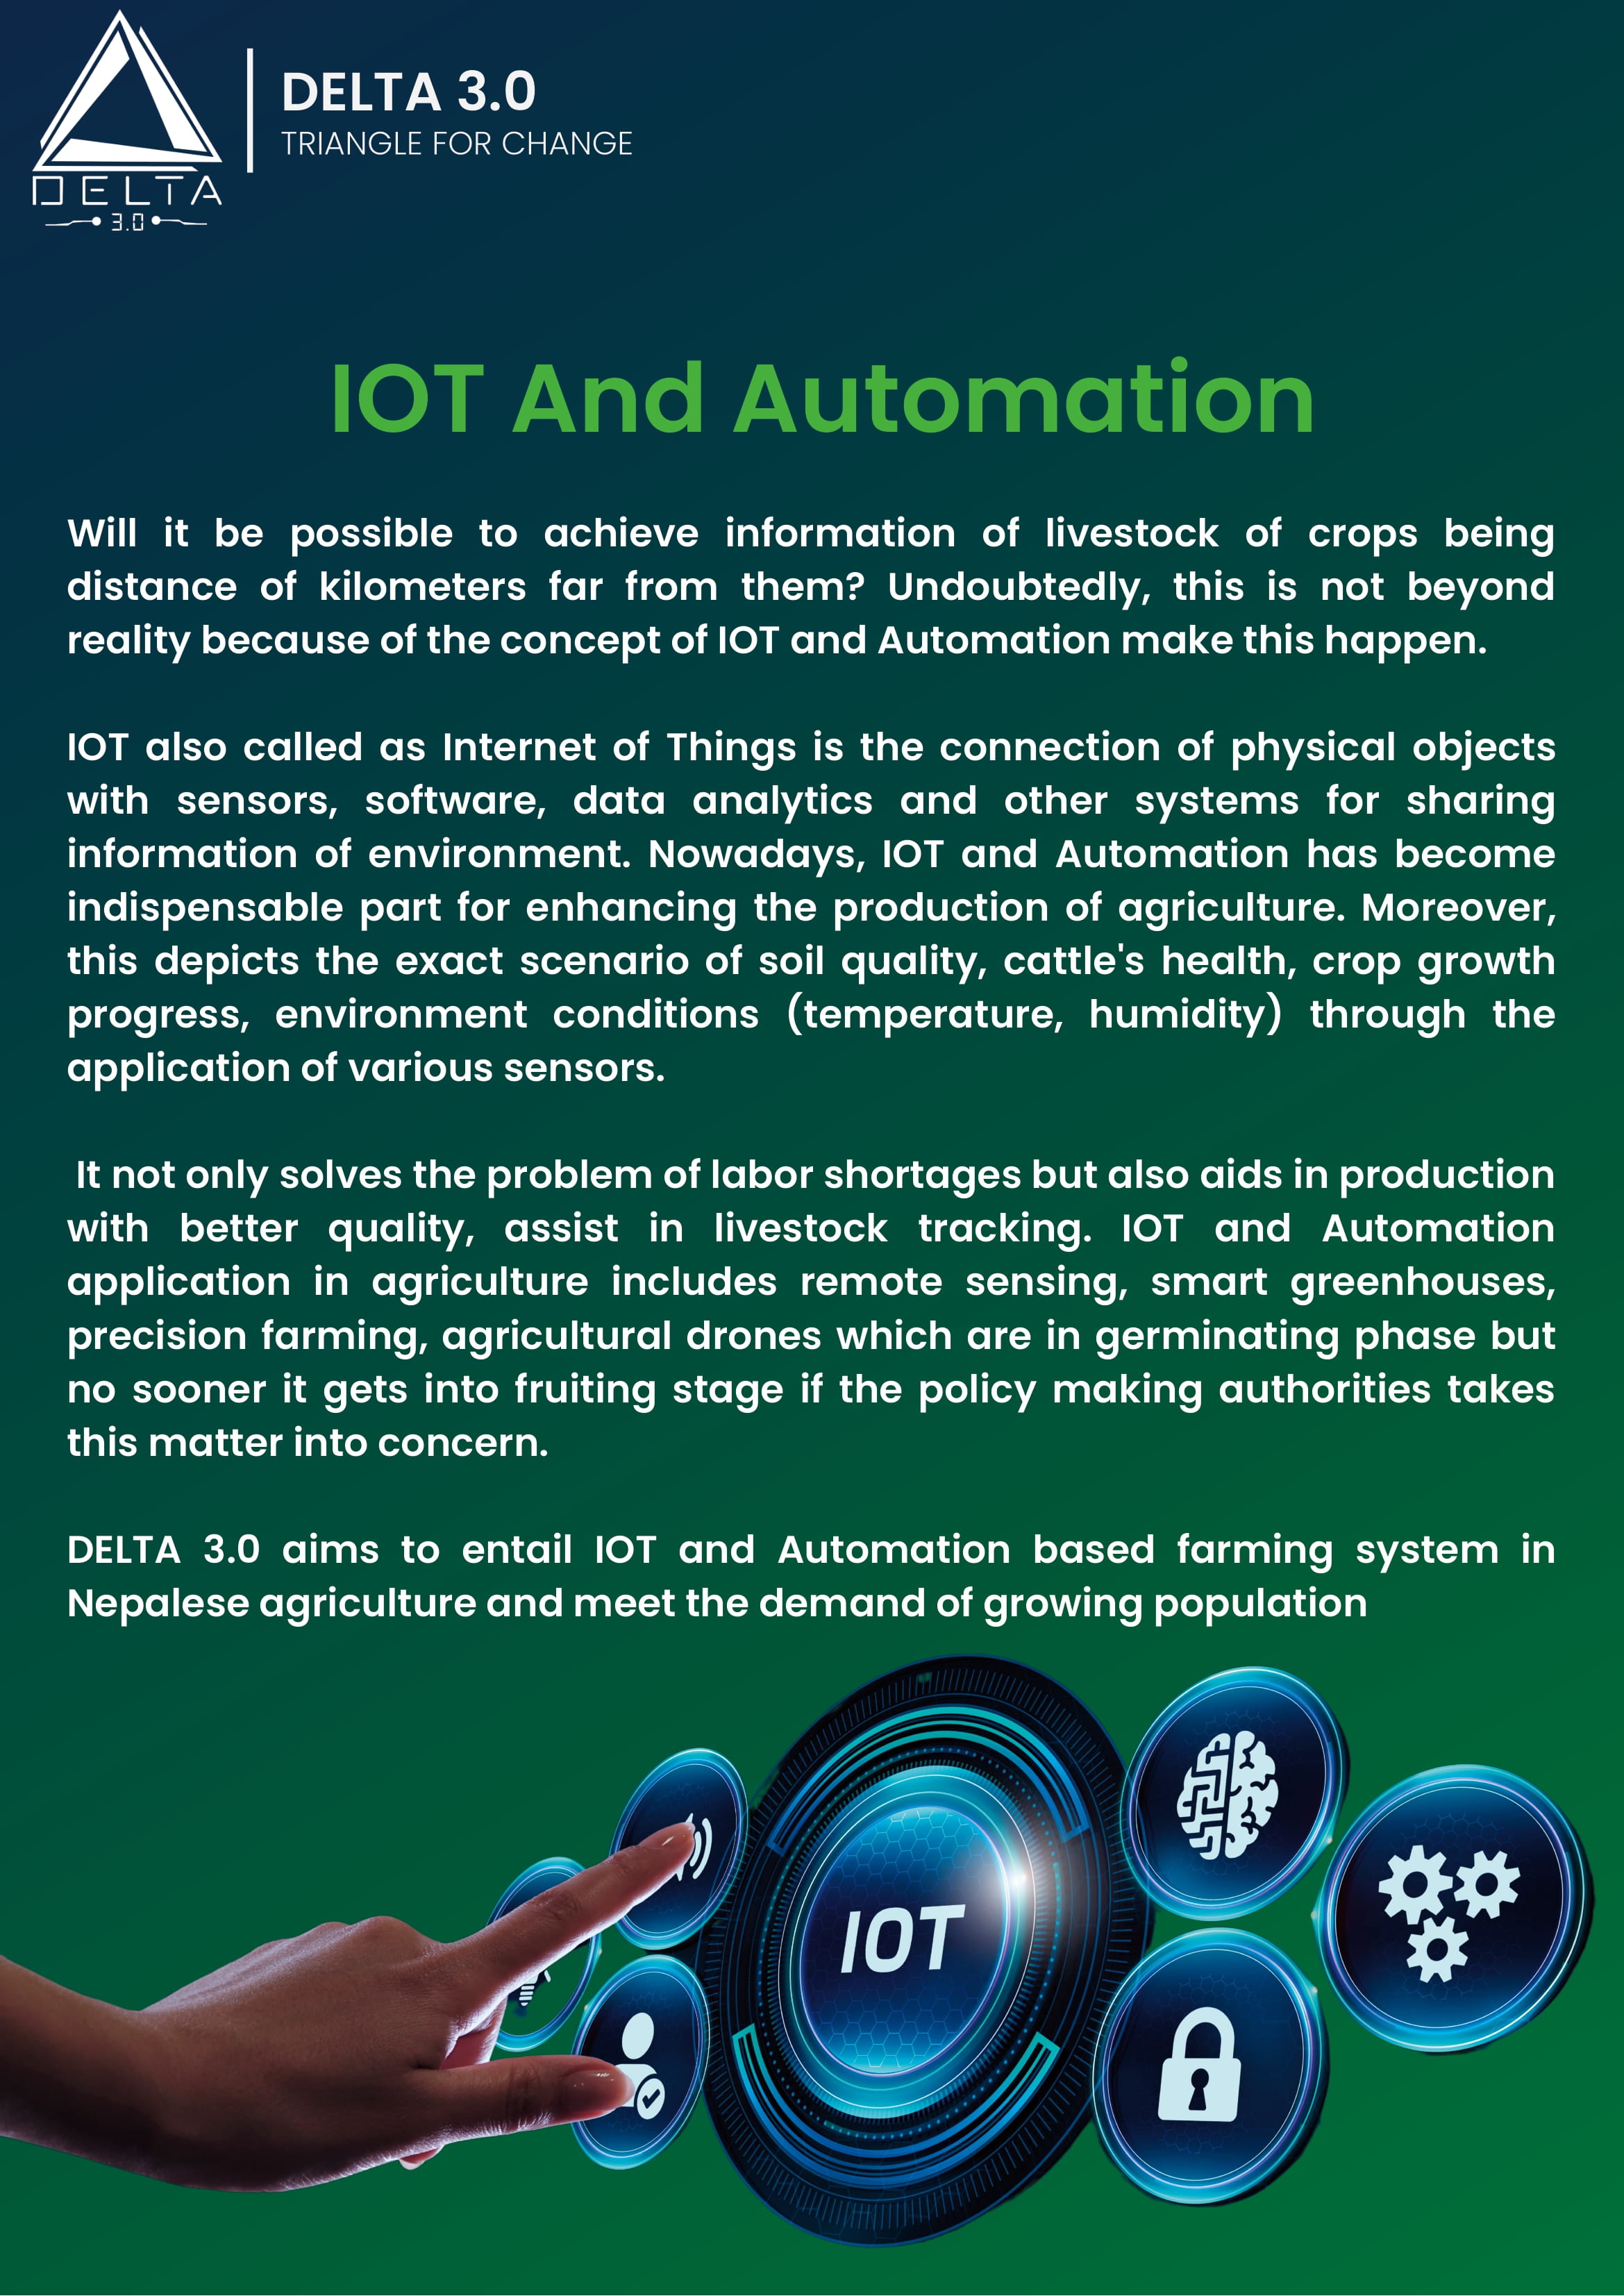 DELTA
3.0
DELTA 3.0
TRIANGLE FOR CHANGE
IOT And Automation
Will it be possible to achieve information of livestock of crops being
distance of kilometers far from them? Undoubtedly, this is not beyond
reality because of the concept of IOT and Automation make this happen.
IOT also called as Internet of Things is the connection of physical objects
with sensors, software, data analytics and other systems for sharing
information of environment. Nowadays, IOT and Automation has become
indispensable part for enhancing the production of agriculture. Moreover,
this depicts the exact scenario of soil quality, cattle's health, crop growth
progress, environment conditions (temperature, humidity) through the
application of various sensors.
It not only solves the problem of labor shortages but also aids in production
with better quality, assist in livestock tracking. IOT and Automation
application in agriculture includes remote sensing, smart greenhouses,
precision farming, agricultural drones which are in germinating phase but
no sooner it gets into fruiting stage if the policy making authorities takes
this matter into concern.
DELTA 3.0 aims to entail IOT and Automation based farming system in
Nepalese agriculture and meet the demand of growing population
IOT